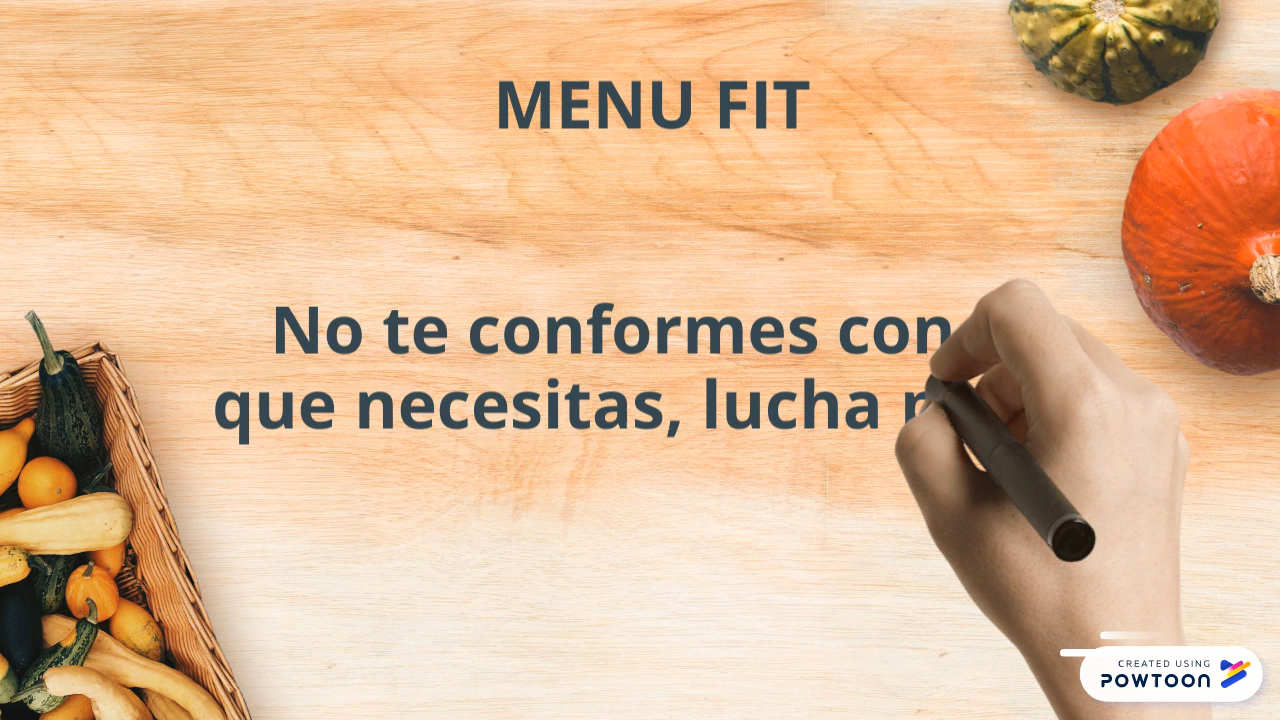 MENU FIT
No te conformes con
que necesitas, lucha
CREATED USING
POWTOON